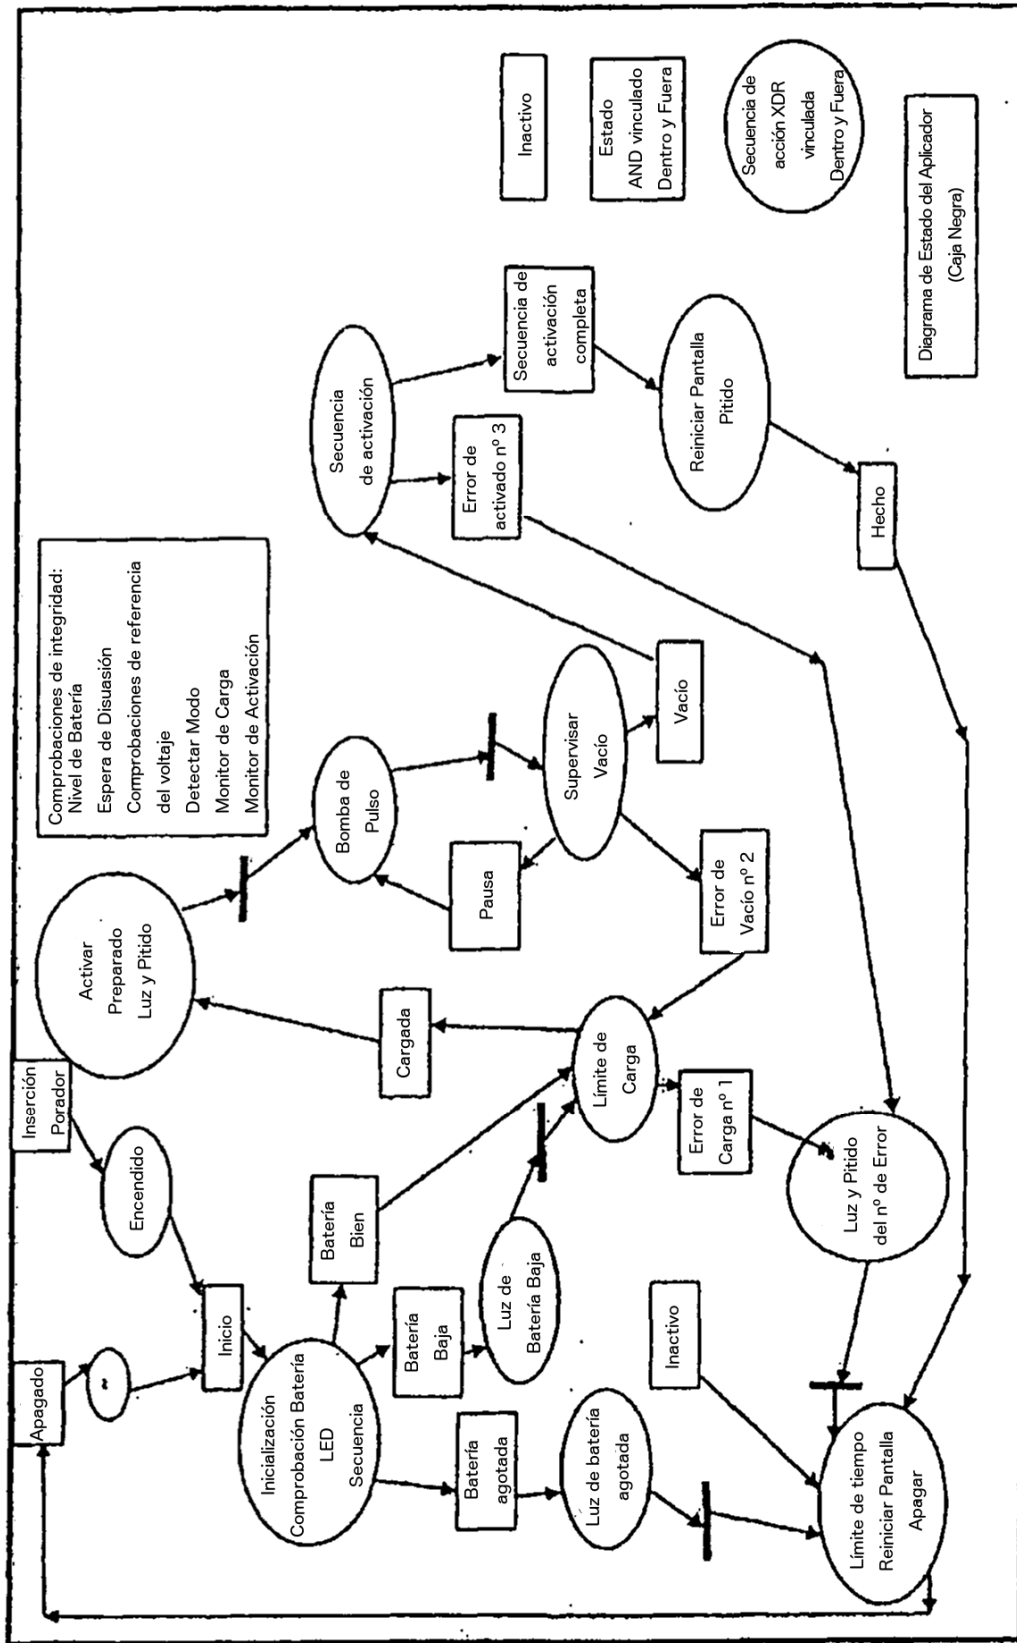 Apagado
~
Inicio
Inserción
Porador
Encendido
Inicialización
Comprobación Batería
LED
Secuencia
Batería
Bien
Batería
Baja
Batería
agotada
Luz de
Batería Baja
Luz de batería
agotada
Inactivo
Límite de tiempo
Reiniciar Pantalla
Apagar
Activar
Preparado
Luz y Pitido
Cargada
Límite de
Carga
Error de
Carga nº 1
Luz y Pitido
del nº de Error
Comprobaciones de integridad:
Nivel de Batería
Espera de Disuasión
Comprobaciones de referencia
del voltaje
Detectar Modo
Monitor de Carga
Monitor de Activación
Bomba de
Pulso
Pausa
Supervisar
Vacío
Error de
Vacío nº 2
Vacío
Secuencia
de activación
Error de
activado nº 3
Secuencia de
activación
completa
Reiniciar Pantalla
Pitido
Hecho
Inactivo
Estado
AND vinculado
Dentro y Fuera
Secuencia de
acción XDR
vinculada
Dentro y Fuera
Diagrama de Estado del Aplicador
(Caja Negra)